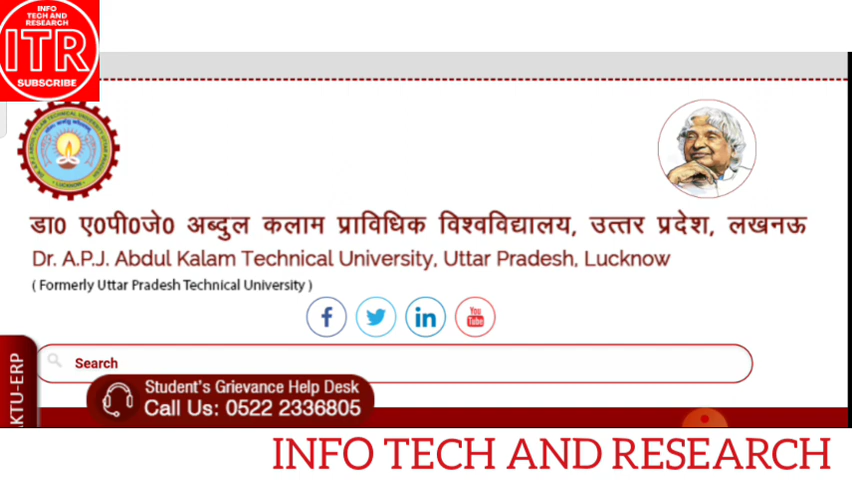 INFO
TECH AND
RESEARCH
ITR
SUBSCRIBE
डा0 ए0पी0जे0 अब्दुल कलाम प्राविधिक विश्वविद्यालय, उत्तर प्रदेश, लखनऊ
Dr. A.P.J. Abdul Kalam Technical University, Uttar Pradesh, Lucknow
( Formerly Uttar Pradesh Technical University )
f
in
You
Tube
Search
KTU-ERP
Student's Grievance Help Desk
Call Us: 0522 2336805
INFO TECH AND RESEARCH